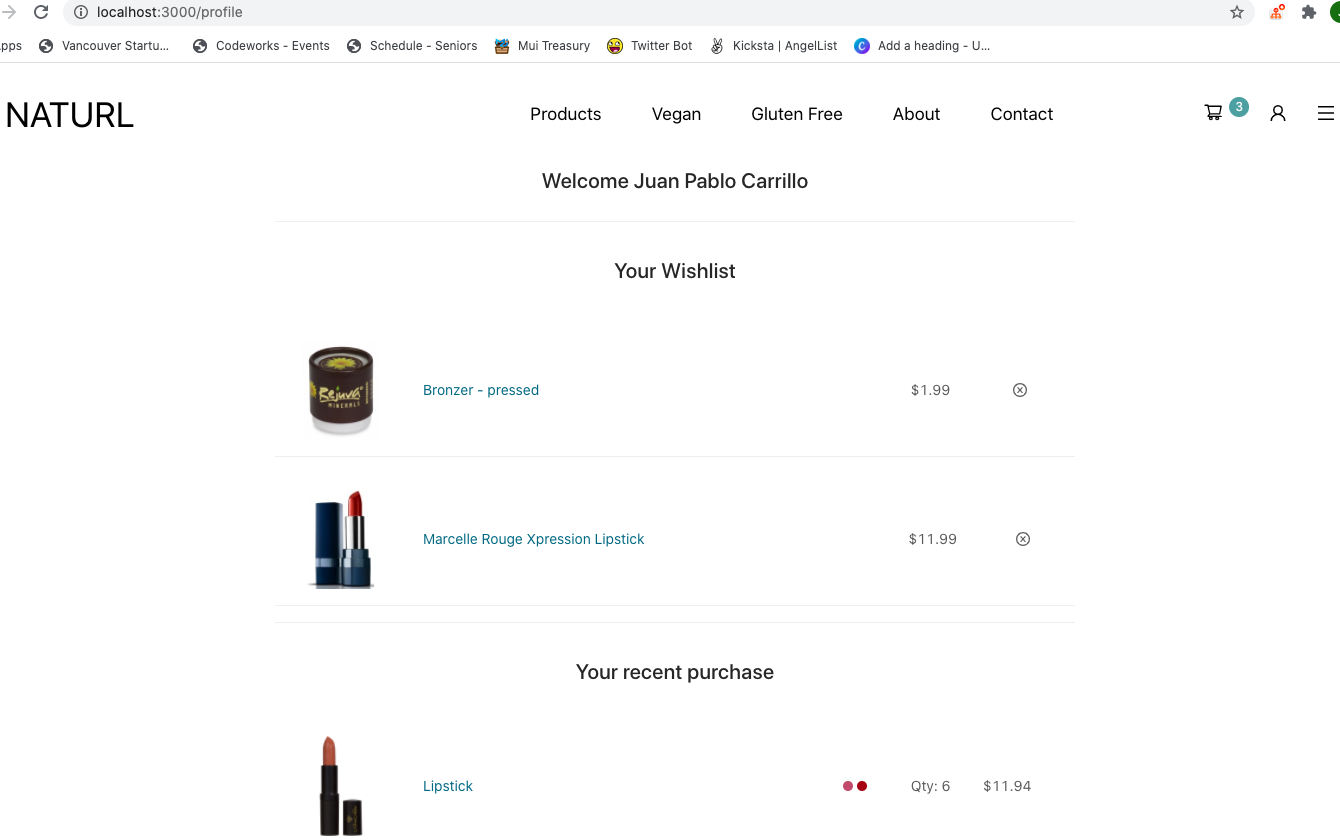 localhost:3000/profile
pps Vancouver Startu... Codeworks - Events Schedule - Seniors Mui Treasury Twitter Bot Kicksta | AngelList Add a heading - U...
NATURL Products Vegan Gluten Free About Contact 3
Welcome Juan Pablo Carrillo
Your Wishlist
Rejuva
MINERALS
Bronzer - pressed $1.99
Marcelle Rouge Xpression Lipstick $11.99
Your recent purchase
Lipstick Qty: 6 $11.94